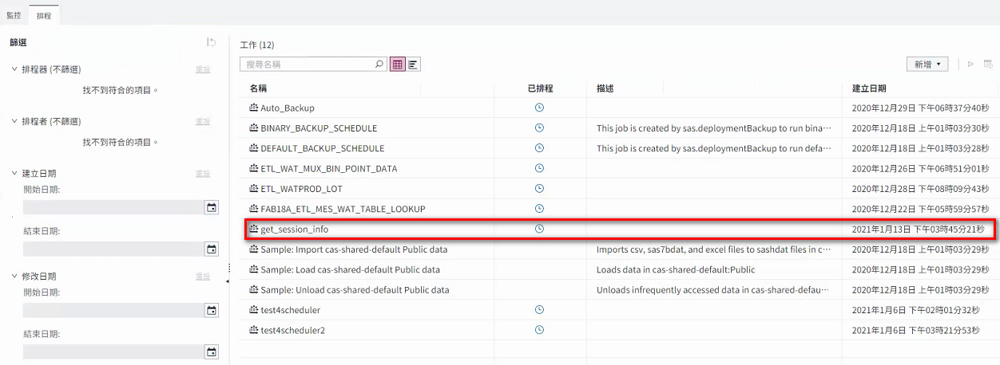 監控 排程
篩選
排程器 (不篩選) 重設
找不到符合的項目。
排程者 (不篩選) 重設
找不到符合的項目。
建立日期 重設
開始日期:
結束日期:
修改日期 重設
開始日期:
結束日期:
工作 (12)
搜尋名稱
新增
名稱 已排程 描述 建立日期
Auto_Backup 2020年12月29日 下午06時37分40秒
BINARY_BACKUP_SCHEDULE This job is created by sas.deploymentBackup to run bina… 2020年12月18日 上午01時03分30秒
DEFAULT_BACKUP_SCHEDULE This job is created by sas.deploymentBackup to run defa… 2020年12月18日 上午01時03分28秒
ETL_WAT_MUX_BIN_POINT_DATA 2020年12月26日 下午06時51分01秒
ETL_WATPROD_LOT 2020年12月28日 下午08時09分43秒
FAB18A_ETL_MES_WAT_TABLE_LOOKUP 2020年12月22日 下午05時59分57秒
get_session_info 2021年1月13日 下午03時45分21秒
Sample: Import cas-shared-default Public data Imports csv, sas7bdat, and excel files to sashdat files in c… 2020年12月18日 上午01時03分29秒
Sample: Load cas-shared-default Public data Loads data in cas-shared-default:Public 2020年12月18日 上午01時03分29秒
Sample: Unload cas-shared-default Public data Unloads infrequently accessed data in cas-shared-defau… 2020年12月18日 上午01時03分29秒
test4scheduler 2021年1月6日 下午02時01分32秒
test4scheduler2 2021年1月6日 下午03時21分53秒